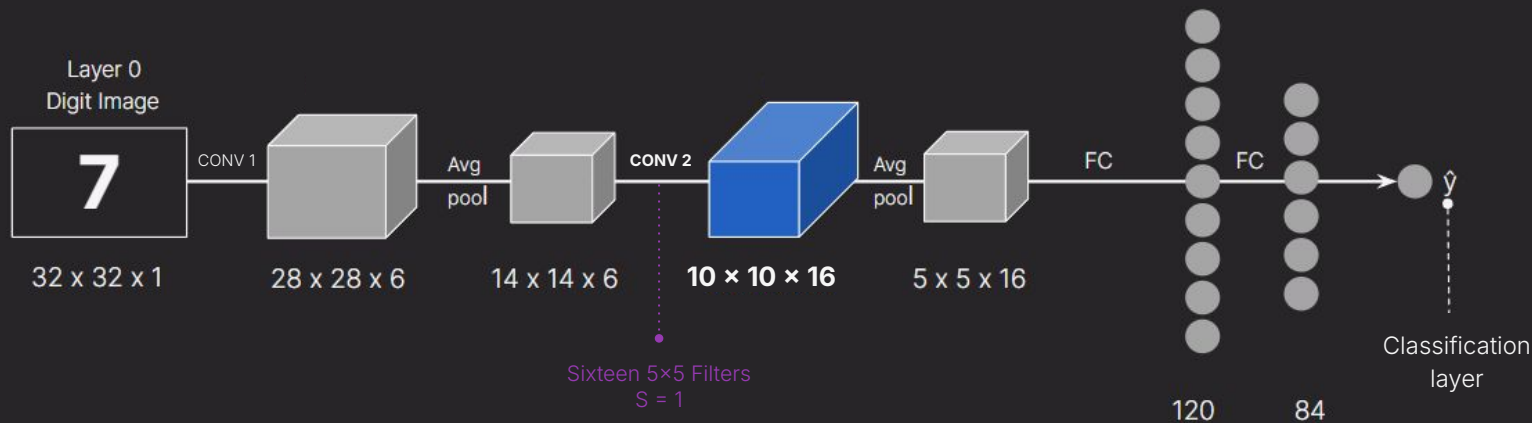 Layer 0
Digit Image
7
32 x 32 x 1
CONV 1
28 x 28 x 6
Avg
pool
14 x 14 x 6
CONV 2
Sixteen 5×5 Filters
S = 1
10 × 10 × 16
Avg
pool
5 x 5 x 16
FC
120
FC
84
ŷ
Classification
layer